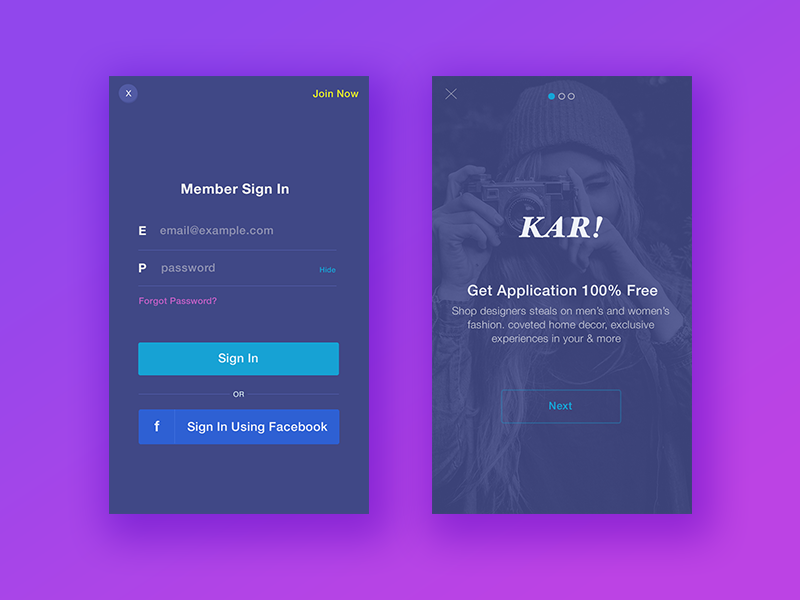 X
Join Now
Member Sign In
E email@example.com
P password
Hide
Forgot Password?
Sign In
OR
f Sign In Using Facebook
KAR!
Get Application 100% Free
Shop designers steals on men's and women's
fashion. coveted home decor, exclusive
experiences in your & more
Next